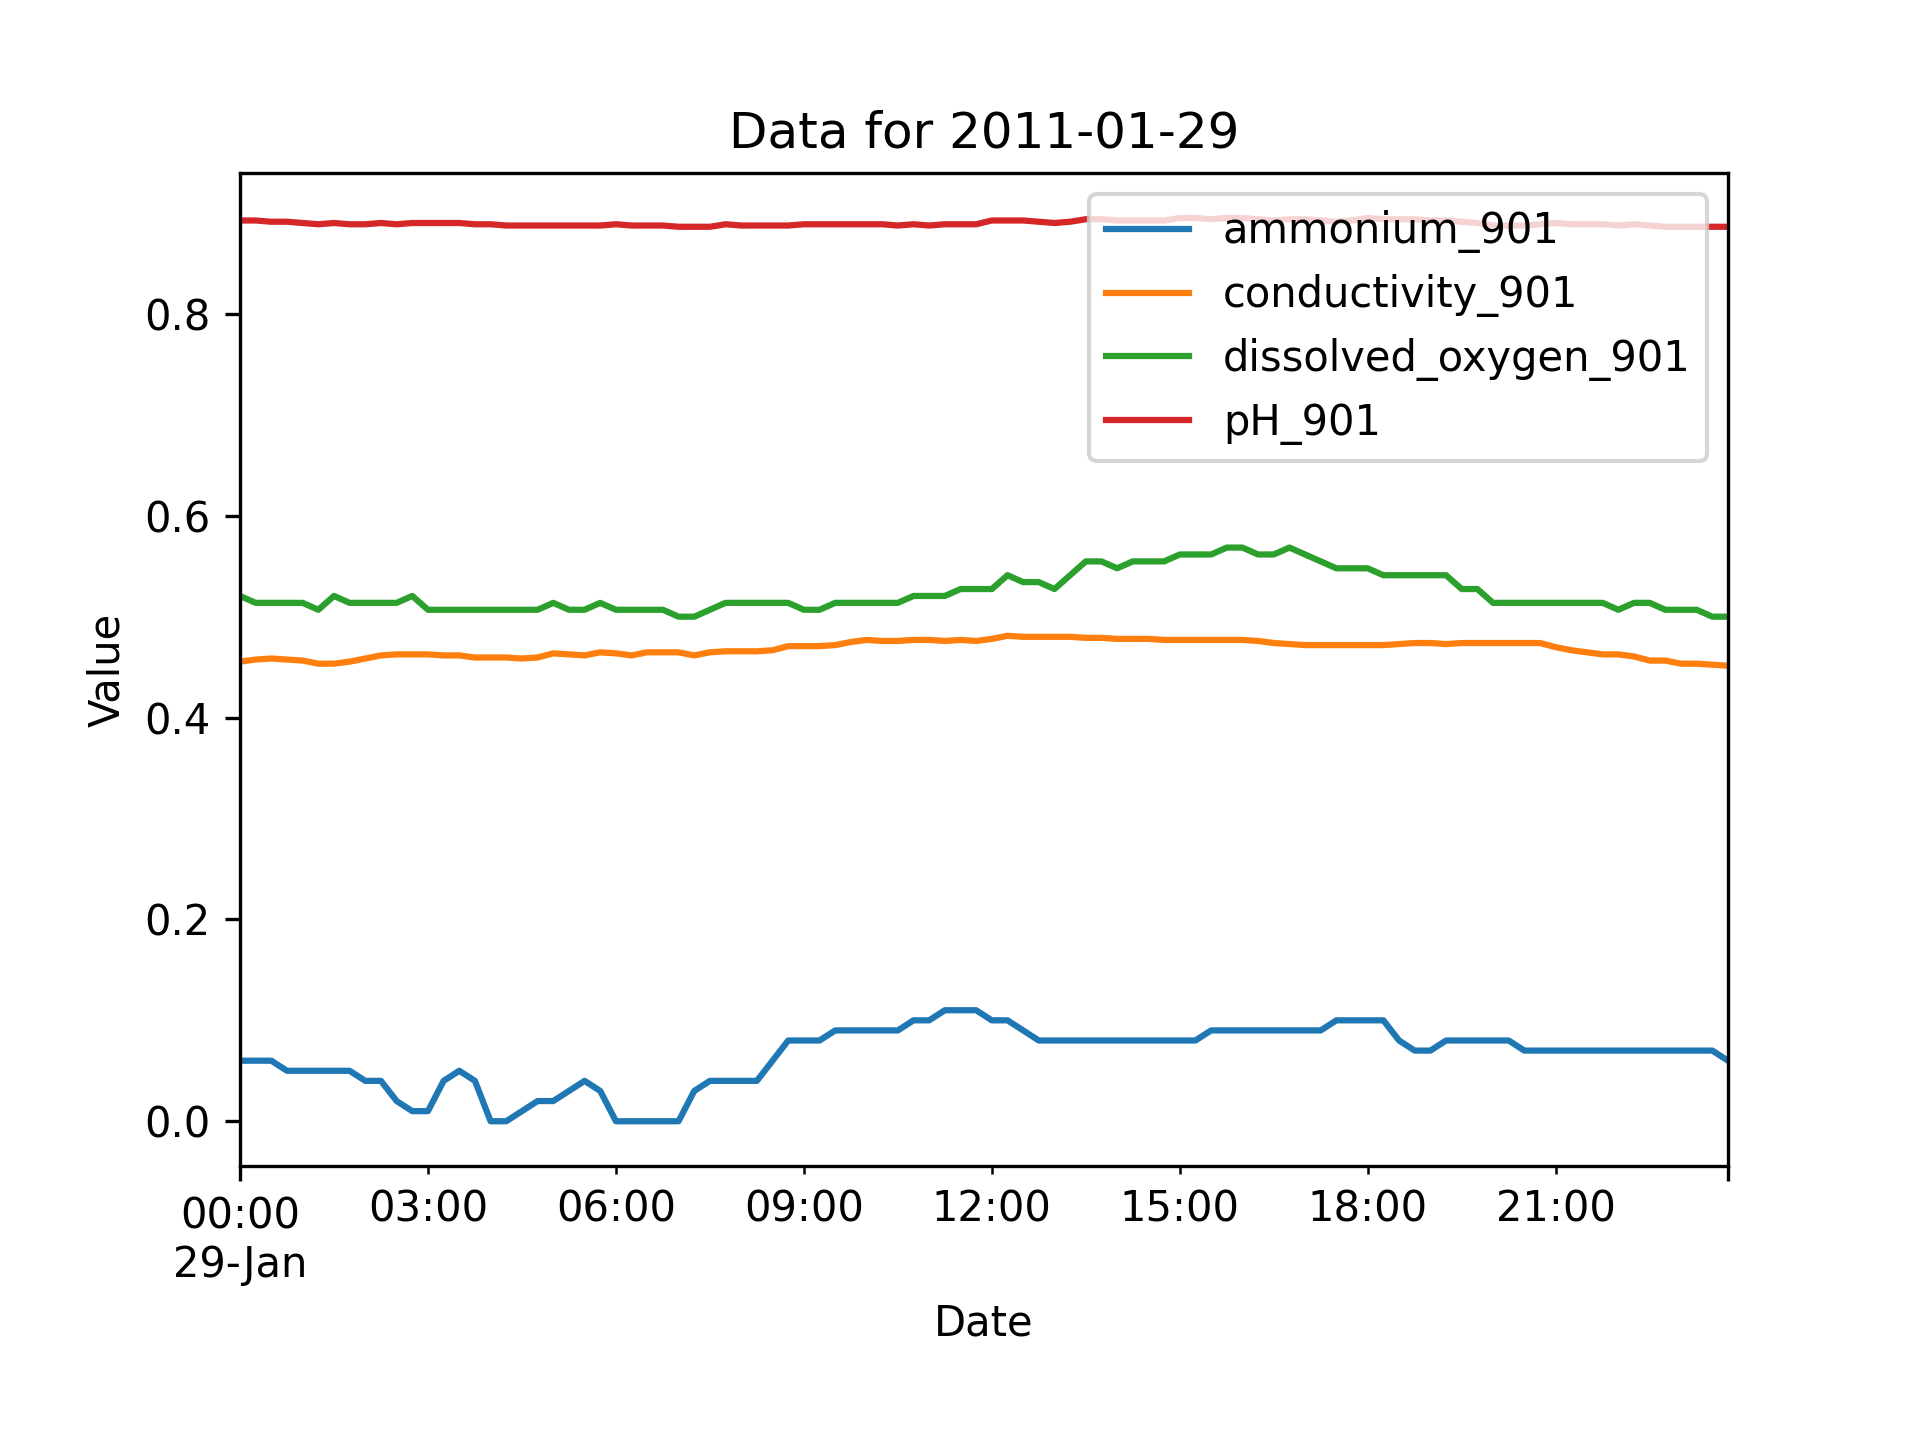 Data for 2011-01-29
ammonium_901
conductivity_901
dissolved_oxygen_901
pH_901
Value
0.8
0.6
0.4
0.2
0.0
00:00 03:00 06:00 09:00 12:00 15:00 18:00 21:00
29-Jan
Date